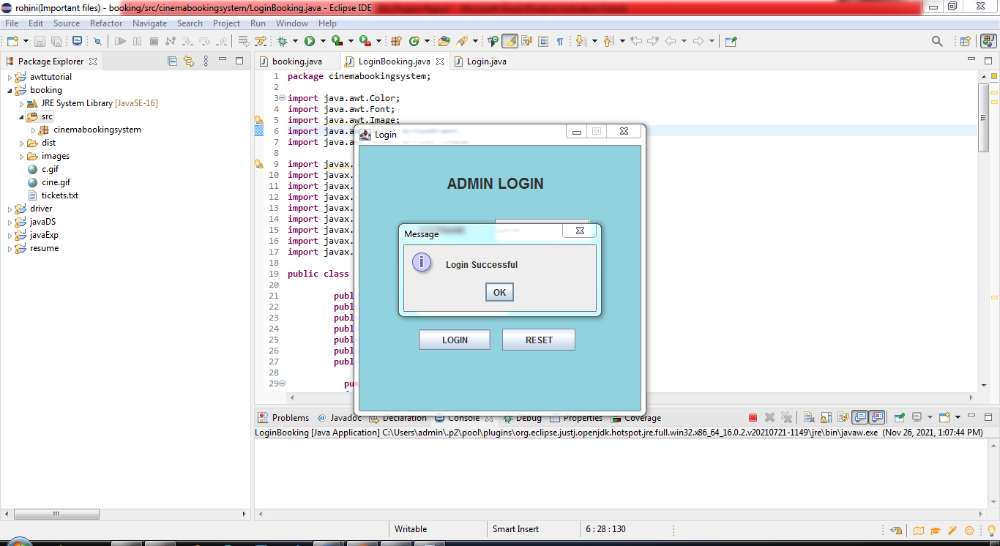 rohini(Important files) - booking/src/cinemabookingsystem/LoginBooking.java - Eclipse IDE
File Edit Source Refactor Navigate Search Project Run Window Help
Package Explorer
awttutorial
booking
JRE System Library [JavaSE-16]
src
cinemabookingsystem
dist
images
c.gif
cine.gif
tickets.txt
driver
javaDS
javaExp
resume
booking.java LoginBooking.java Login.java
1 package cinemabookingsystem;
2
3 import java.awt.Color;
4 import java.awt.Font;
5 import java.awt.Image;
6 import java.a
7 import java.a
8
9 import javax.
10 import javax.
11 import javax.
12 import javax.
13 import javax.
14 import javax.
15 import javax.
16 import javax.
17 import javax.
18
19 public class
20
21 publ
22 publ
23 publ
24 publ
25 publ
26 publ
27 publ
28
29 pu
Login
ADMIN LOGIN
Message
Login Successful
OK
LOGIN RESET
Problems Javadoc Declaration Console Debug Properties Coverage
LoginBooking [Java Application] C:\Users\admin\.p2\pool\plugins\org.eclipse.justj.openjdk.hotspot.jre.full.win32.x86_64_16.0.2.v20210721-1149\jre\bin\javaw.exe (Nov 26, 2021, 1:07:44 PM)
Writable Smart Insert 6 : 28 : 130